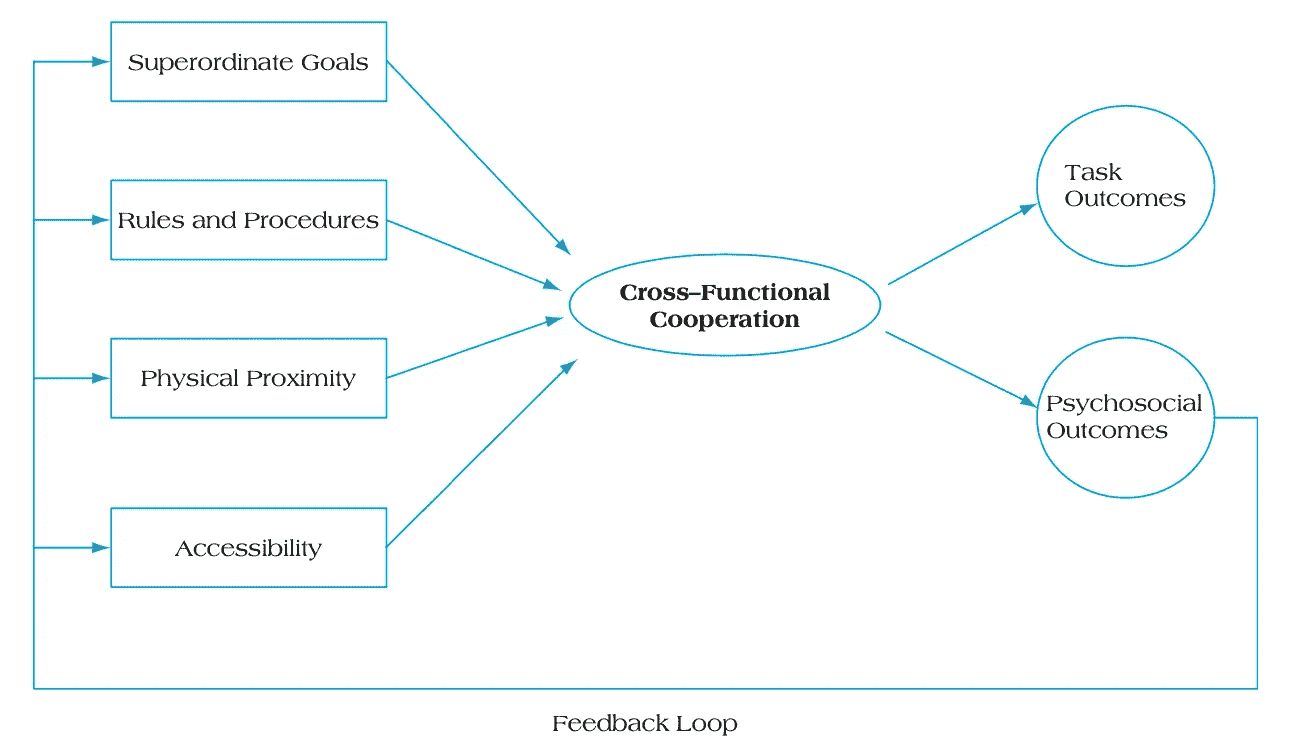 Superordinate Goals
Rules and Procedures
Physical Proximity
Accessibility
Cross–Functional
Cooperation
Task
Outcomes
Psychosocial
Outcomes
Feedback Loop